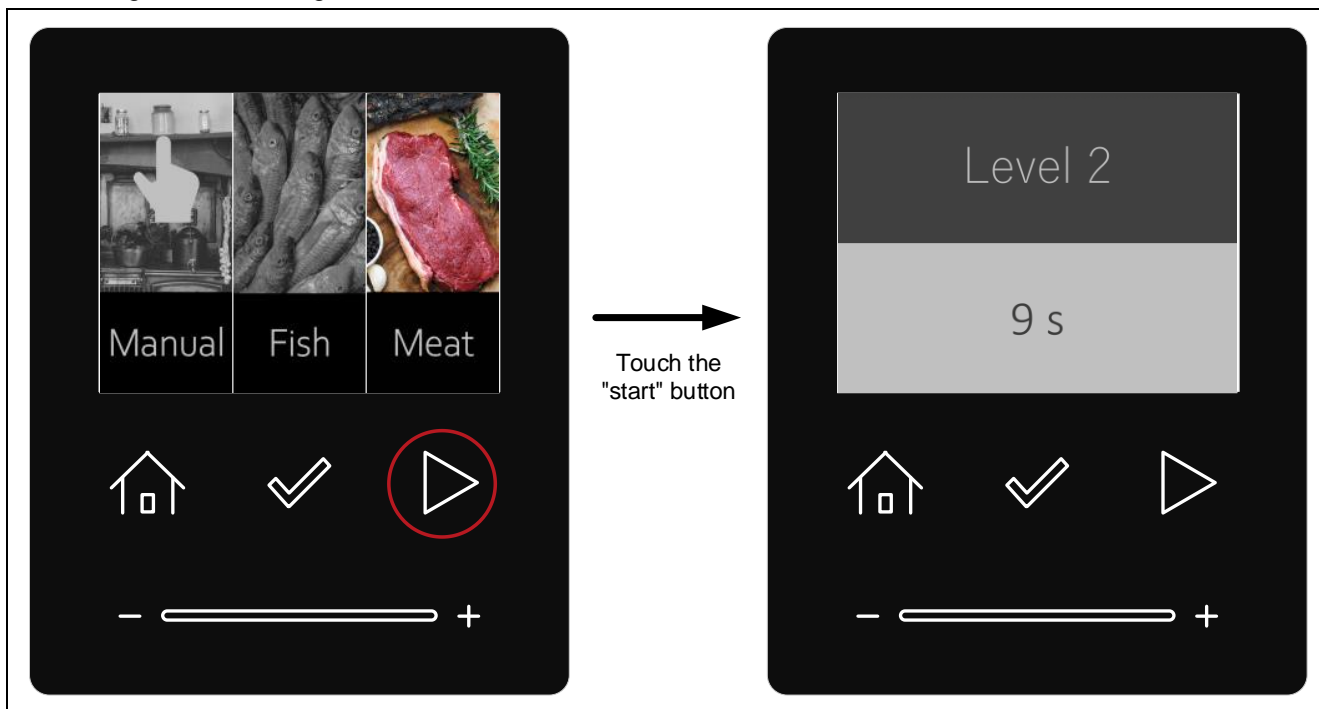 Manual Fish Meat
Touch the
"start" button
Level 2
9 s